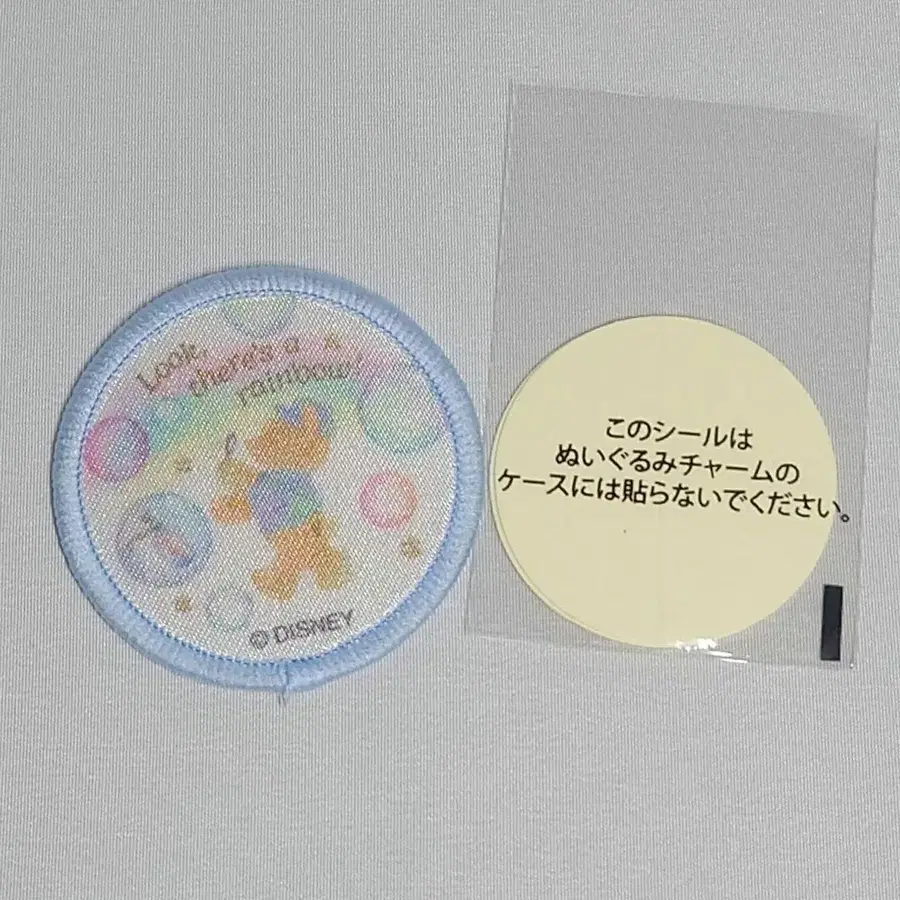 Look,
there's a
rainbow!
© DISNEY
このシールは
ぬいぐるみチャームの
ケースには貼らないでください。